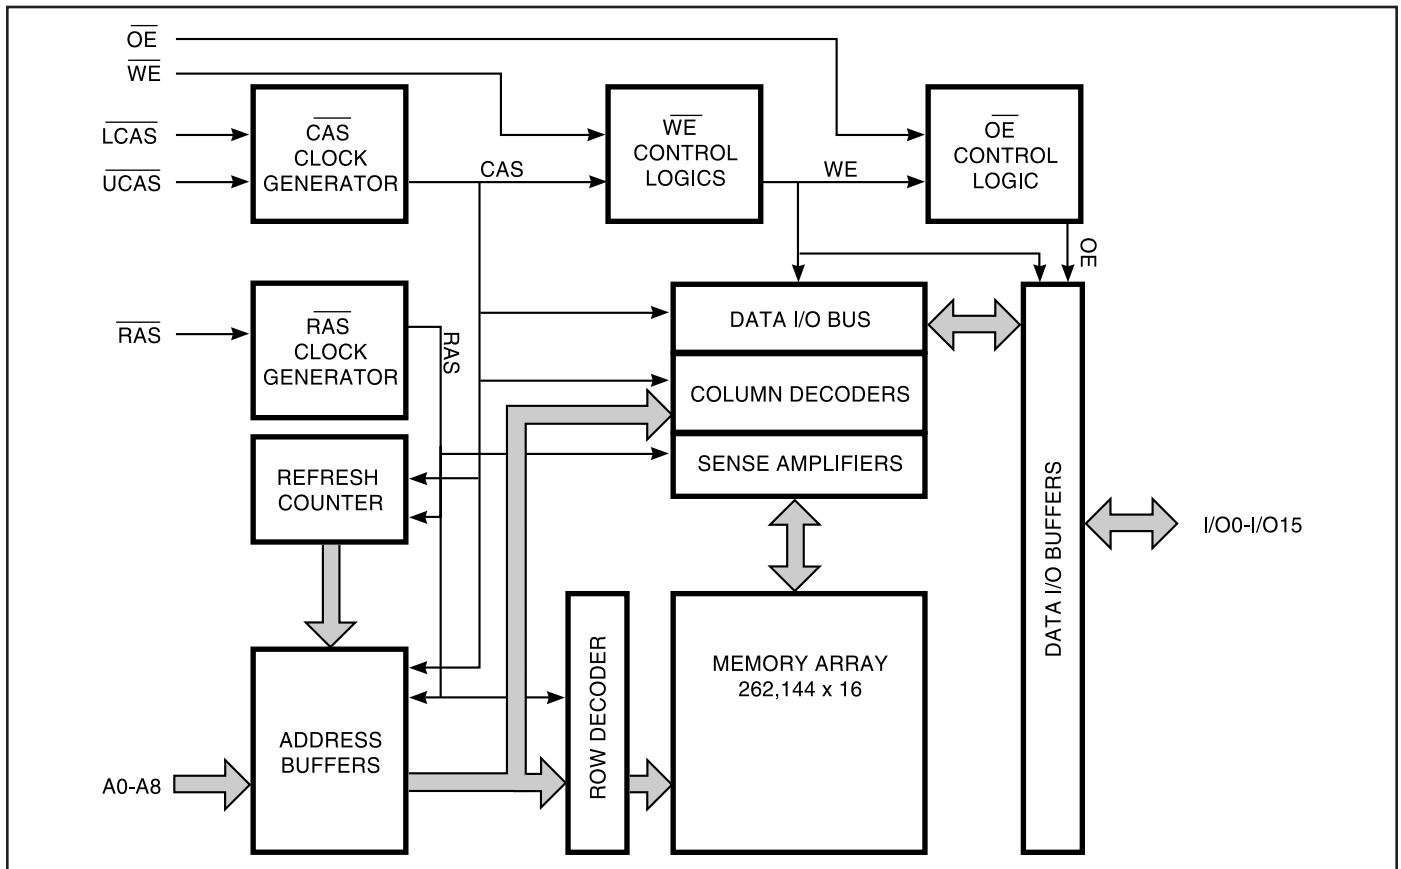 OE
WE
LCAS
UCAS
CAS
CLOCK
GENERATOR
CAS
WE
CONTROL
LOGICS
WE
OE
CONTROL
LOGIC
OE
RAS
RAS
CLOCK
GENERATOR
RAS
DATA I/O BUS
COLUMN DECODERS
SENSE AMPLIFIERS
REFRESH
COUNTER
DATA I/O BUFFERS
I/O0-I/O15
ADDRESS
BUFFERS
A0-A8
ROW DECODER
MEMORY ARRAY
262,144 x 16